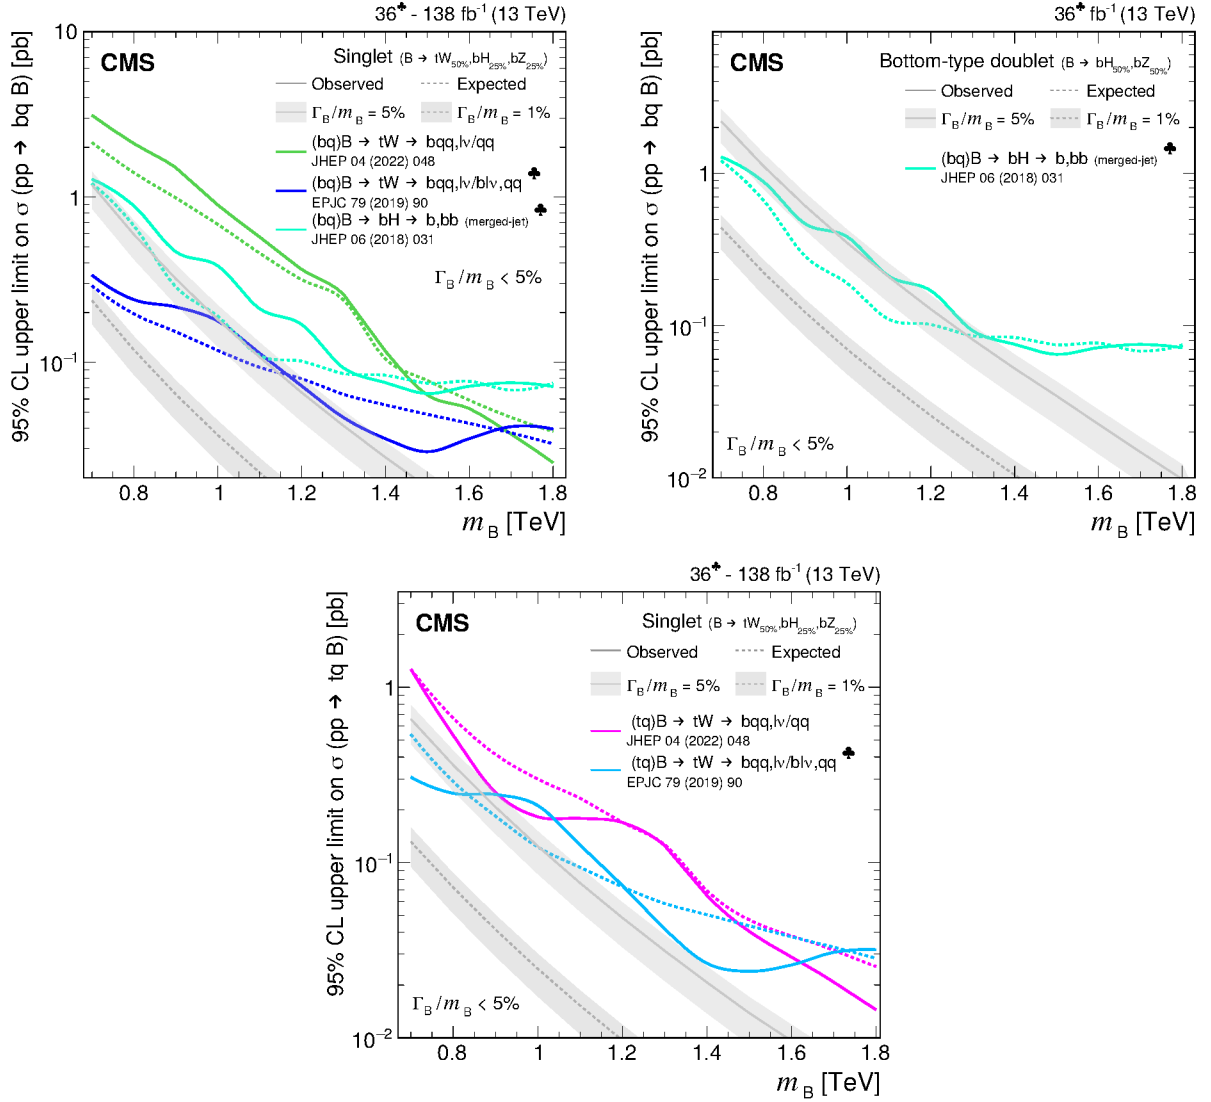 36♣ - 138 fb-1 (13 TeV)
95% CL upper limit on σ (pp → bq B) [pb]
10
1
10−1
CMS
Singlet (B → tW50%,bH25%,bZ25%)
Observed
Expected
ΓB/mB = 5%
ΓB/mB = 1%
(bq)B → tW → bqq,lν/qq
JHEP 04 (2022) 048
(bq)B → tW → bqq,lν/blν,qq ♣
EPJC 79 (2019) 90
(bq)B → bH → b,bb (merged-jet) ♣
JHEP 06 (2018) 031
ΓB/mB < 5%
0.8 1 1.2 1.4 1.6 1.8
mB [TeV]
36♣ fb-1 (13 TeV)
95% CL upper limit on σ (pp → bq B) [pb]
1
10−1
10−2
CMS
Bottom-type doublet (B → bH50%,bZ50%)
Observed
Expected
ΓB/mB = 5%
ΓB/mB = 1%
(bq)B → bH → b,bb (merged-jet) ♣
JHEP 06 (2018) 031
ΓB/mB < 5%
0.8 1 1.2 1.4 1.6 1.8
mB [TeV]
36♣ - 138 fb-1 (13 TeV)
95% CL upper limit on σ (pp → tq B) [pb]
1
10−1
10−2
CMS
Singlet (B → tW50%,bH25%,bZ25%)
Observed
Expected
ΓB/mB = 5%
ΓB/mB = 1%
(tq)B → tW → bqq,lν/qq
JHEP 04 (2022) 048
(tq)B → tW → bqq,lν/blν,qq ♣
EPJC 79 (2019) 90
ΓB/mB < 5%
0.8 1 1.2 1.4 1.6 1.8
mB [TeV]